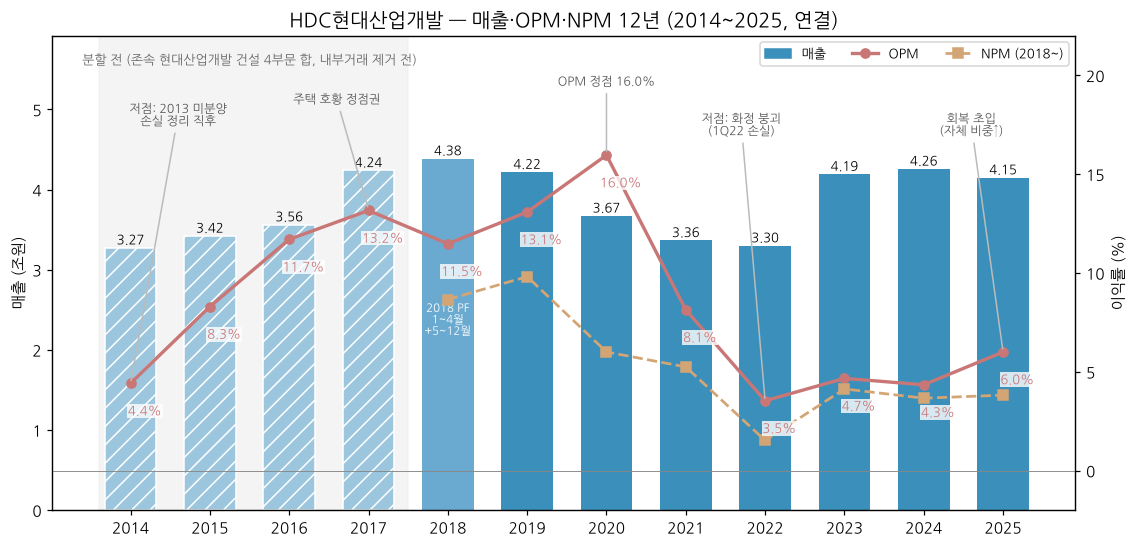 HDC현대산업개발 — 매출·OPM·NPM 12년 (2014~2025, 연결)
분할 전 (존속 현대산업개발 건설 4부문 합, 내부거래 제거 전)
매출
OPM
NPM (2018~)
저점: 2013 미분양
손실 정리 직후
주택 호황 정점권
OPM 정점 16.0%
저점: 화정 붕괴
(1Q22 손실)
회복 초입
(자체 비중↑)
3.27
3.42
3.56
4.24
4.38
4.22
3.67
3.36
3.30
4.19
4.26
4.15
4.4%
8.3%
11.7%
13.2%
11.5%
13.1%
16.0%
8.1%
3.5%
4.7%
4.3%
6.0%
2018 PF
1~4월
+5~12월
매출 (조원)
0
1
2
3
4
5
이익률 (%)
0
5
10
15
20
2014
2015
2016
2017
2018
2019
2020
2021
2022
2023
2024
2025